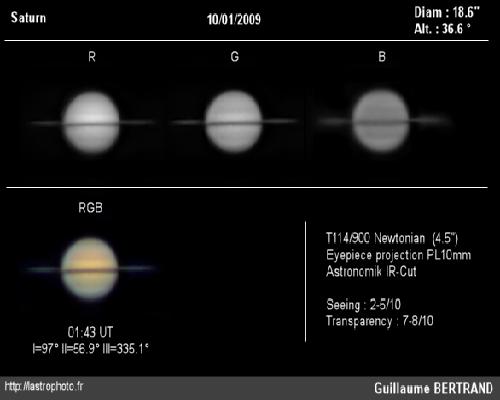 Saturn
10/01/2009
Diam : 18.6"
Alt. : 36.6 °
R
G
B
RGB
01:43 UT
I=97° II=56.9° III=335.1°
T114/900 Newtonian (4.5")
Eyepiece projection PL10mm
Astronomik IR-Cut
Seeing : 2-5/10
Transparency : 7-8/10
http://lastrophoto.fr
Guillaume BERTRAND